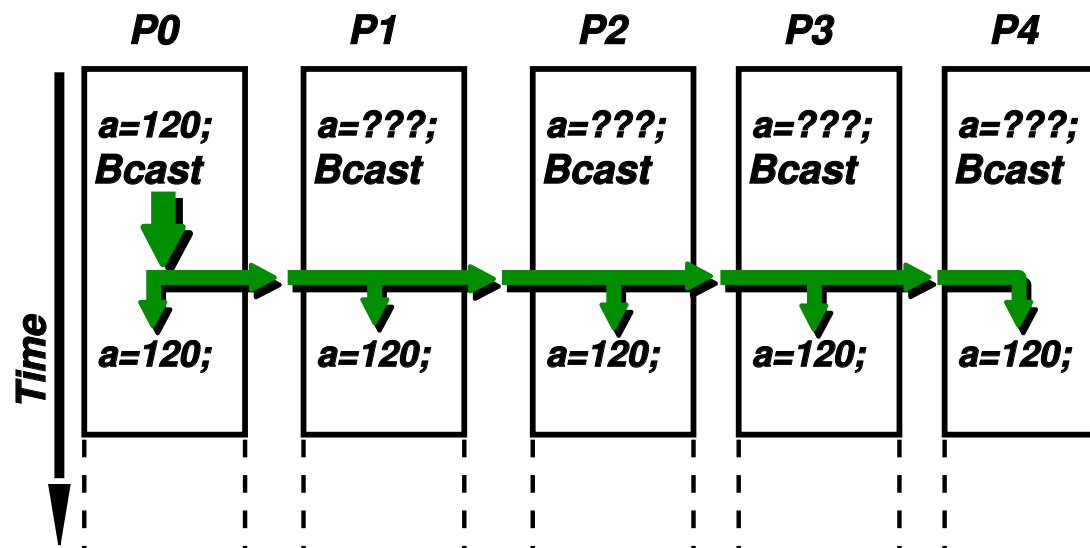 P0 P1 P2 P3 P4
a=120; a=???; a=???; a=???; a=???;
Bcast Bcast Bcast Bcast Bcast
a=120; a=120; a=120; a=120; a=120;
Time